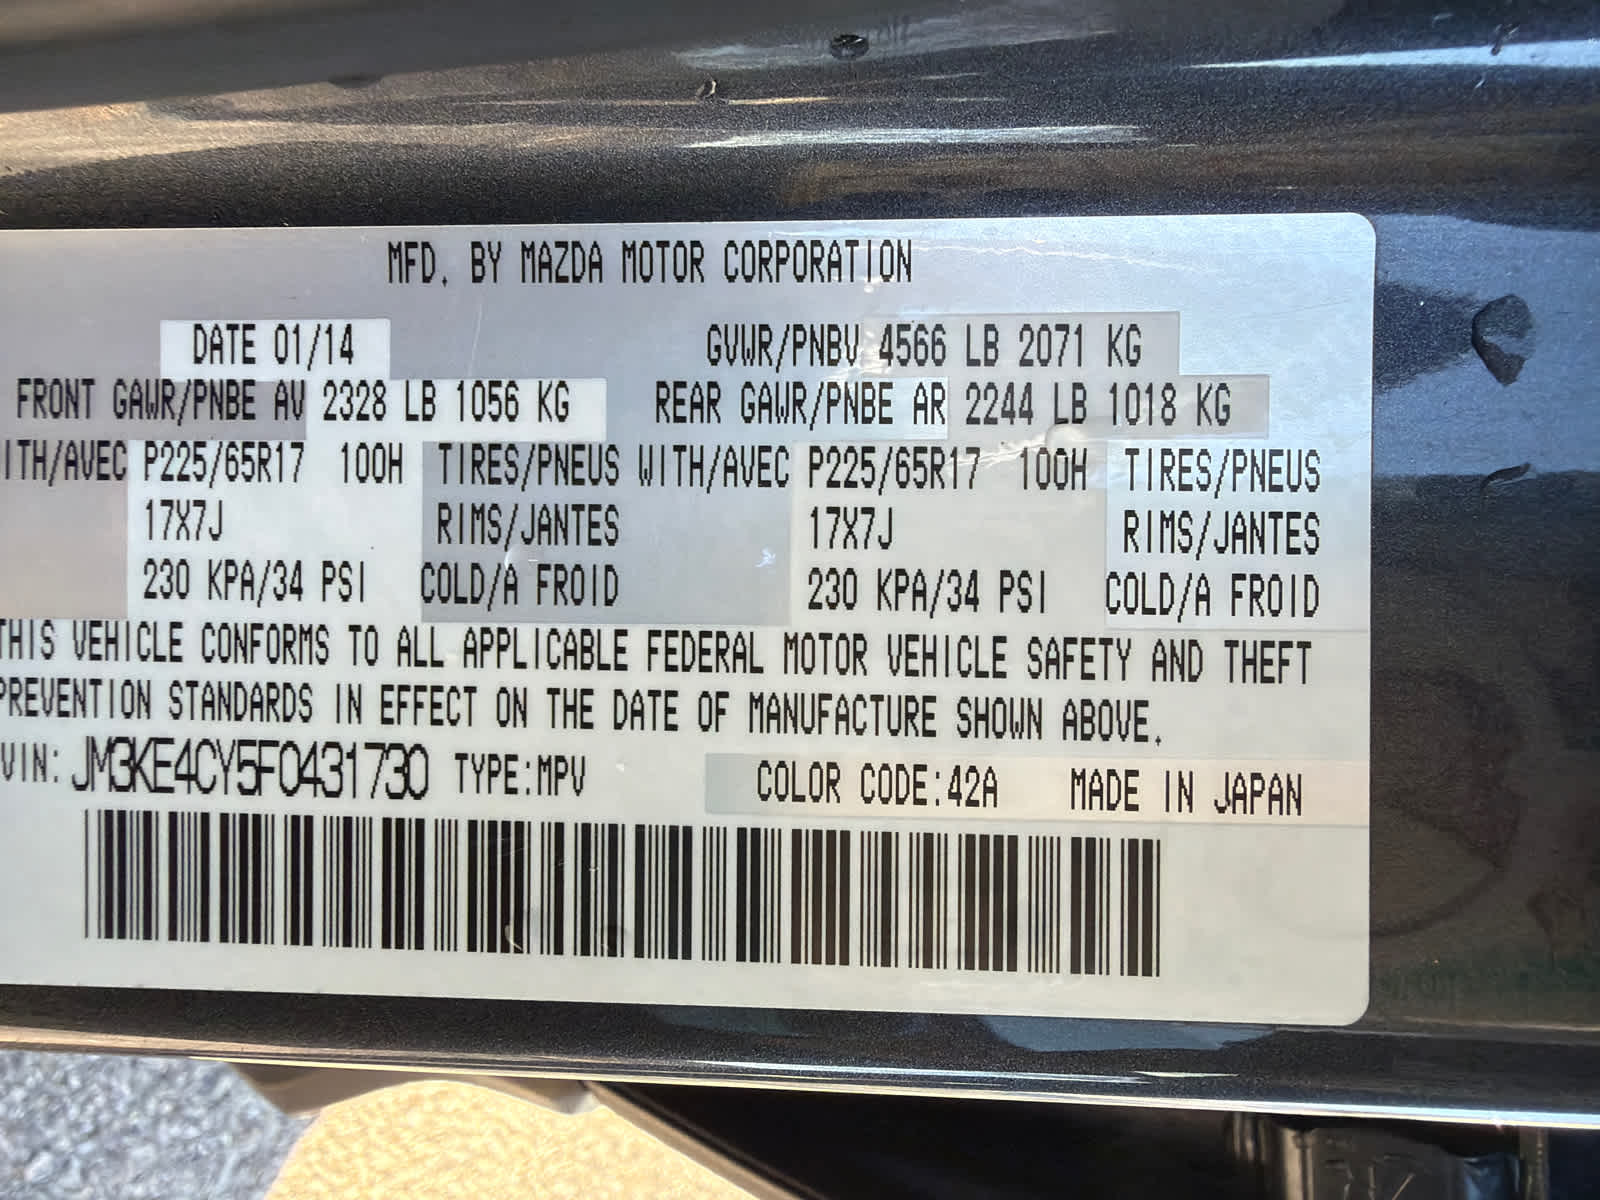 MFD. BY MAZDA MOTOR CORPORATION
DATE 01/14 GVWR/PNBV 4566 LB 2071 KG
FRONT GAWR/PNBE AV 2328 LB 1056 KG REAR GAWR/PNBE AR 2244 LB 1018 KG
WITH/AVEC P225/65R17 100H TIRES/PNEUS WITH/AVEC P225/65R17 100H TIRES/PNEUS
17X7J RIMS/JANTES 17X7J RIMS/JANTES
230 KPA/34 PSI COLD/A FROID 230 KPA/34 PSI COLD/A FROID
THIS VEHICLE CONFORMS TO ALL APPLICABLE FEDERAL MOTOR VEHICLE SAFETY AND THEFT
PREVENTION STANDARDS IN EFFECT ON THE DATE OF MANUFACTURE SHOWN ABOVE.
VIN: JM3KE4CY5F0431730 TYPE:MPV COLOR CODE:42A MADE IN JAPAN